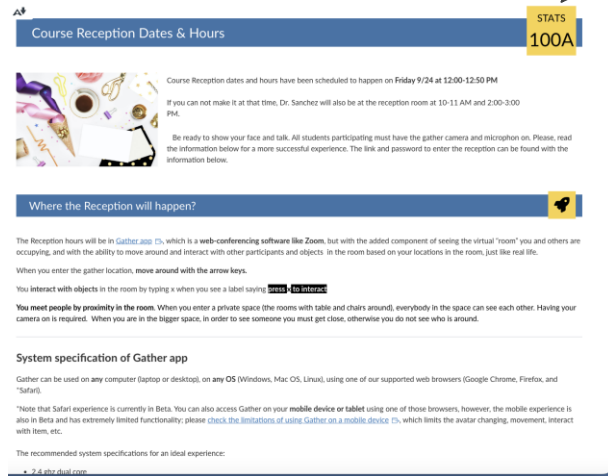 STATS
Course Reception Dates & Hours
100A
Course Reception dates and hours have been scheduled to happen on Friday 9/24 at 12:00-12:50 PM
If you can not make it at that time, Dr. Sanchez will also be at the reception room at 10-11 AM and 2:00-3:00
PM.
Be ready to show your face and talk. All students participating must have the gather camera and microphon on. Please, read
the information below for a more successful experience. The link and password to enter the reception can be found with the
information below.
Where the Reception will happen?
The Reception hours will be in Gather app, which is a web-conferencing software like Zoom, but with the added component of seeing the virtual "room" you and others are
occupying, and with the ability to move around and interact with other participants and objects in the room based on your locations in the room, just like real life.
When you enter the gather location, move around with the arrow keys.
You interact with objects in the room by typing x when you see a label saying press x to interact
You meet people by proximity in the room. When you enter a private space (the rooms with table and chairs around), everybody in the space can see each other. Having your
camera on is required. When you are in the bigger space, in order to see someone you must get close, otherwise you do not see who is around.
System specification of Gather app
Gather can be used on any computer (laptop or desktop), on any OS (Windows, Mac OS, Linux), using one of our supported web browsers (Google Chrome, Firefox, and
*Safari).
*Note that Safari experience is currently in Beta. You can also access Gather on your mobile device or tablet using one of those browsers, however, the mobile experience is
also in Beta and has extremely limited functionality; please check the limitations of using Gather on a mobile device, which limits the avatar changing, movement, interact
with item, etc.
The recommended system specifications for an ideal experience:
• 2.4 ghz dual core